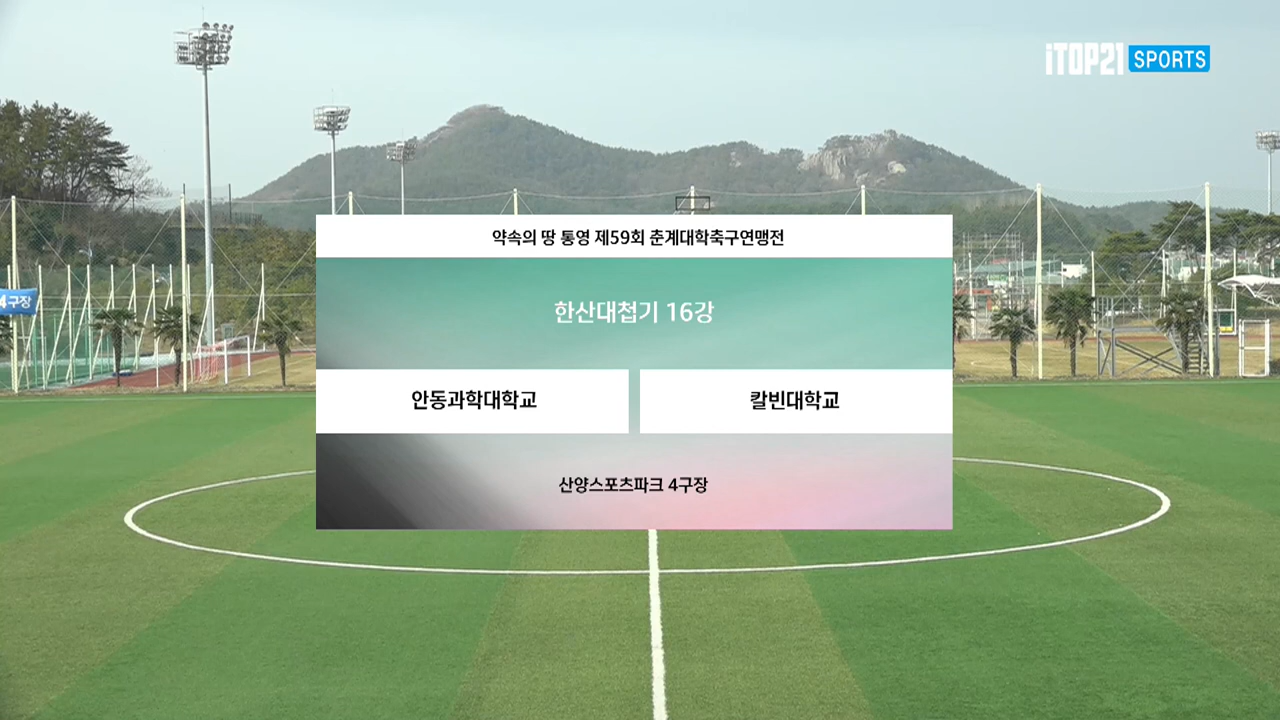 iTOP21 SPORTS
약속의 땅 통영 제59회 춘계대학축구연맹전
한산대첩기 16강
4구장
안동과학대학교
칼빈대학교
산양스포츠파크 4구장